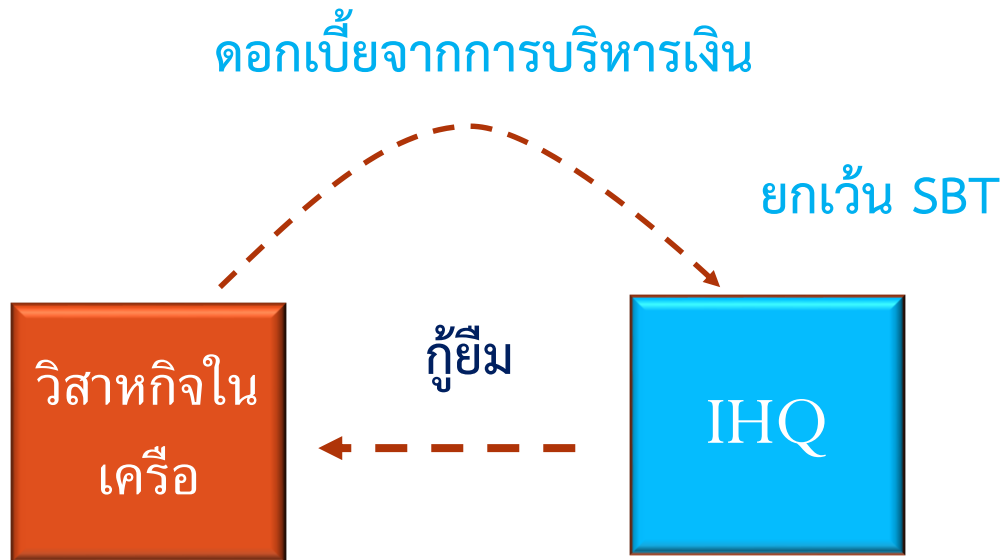 ดอกเบี้ยจากการบริหารเงิน
ยกเว้น SBT
กู้ยืม
วิสาหกิจใน
เครือ
IHQ